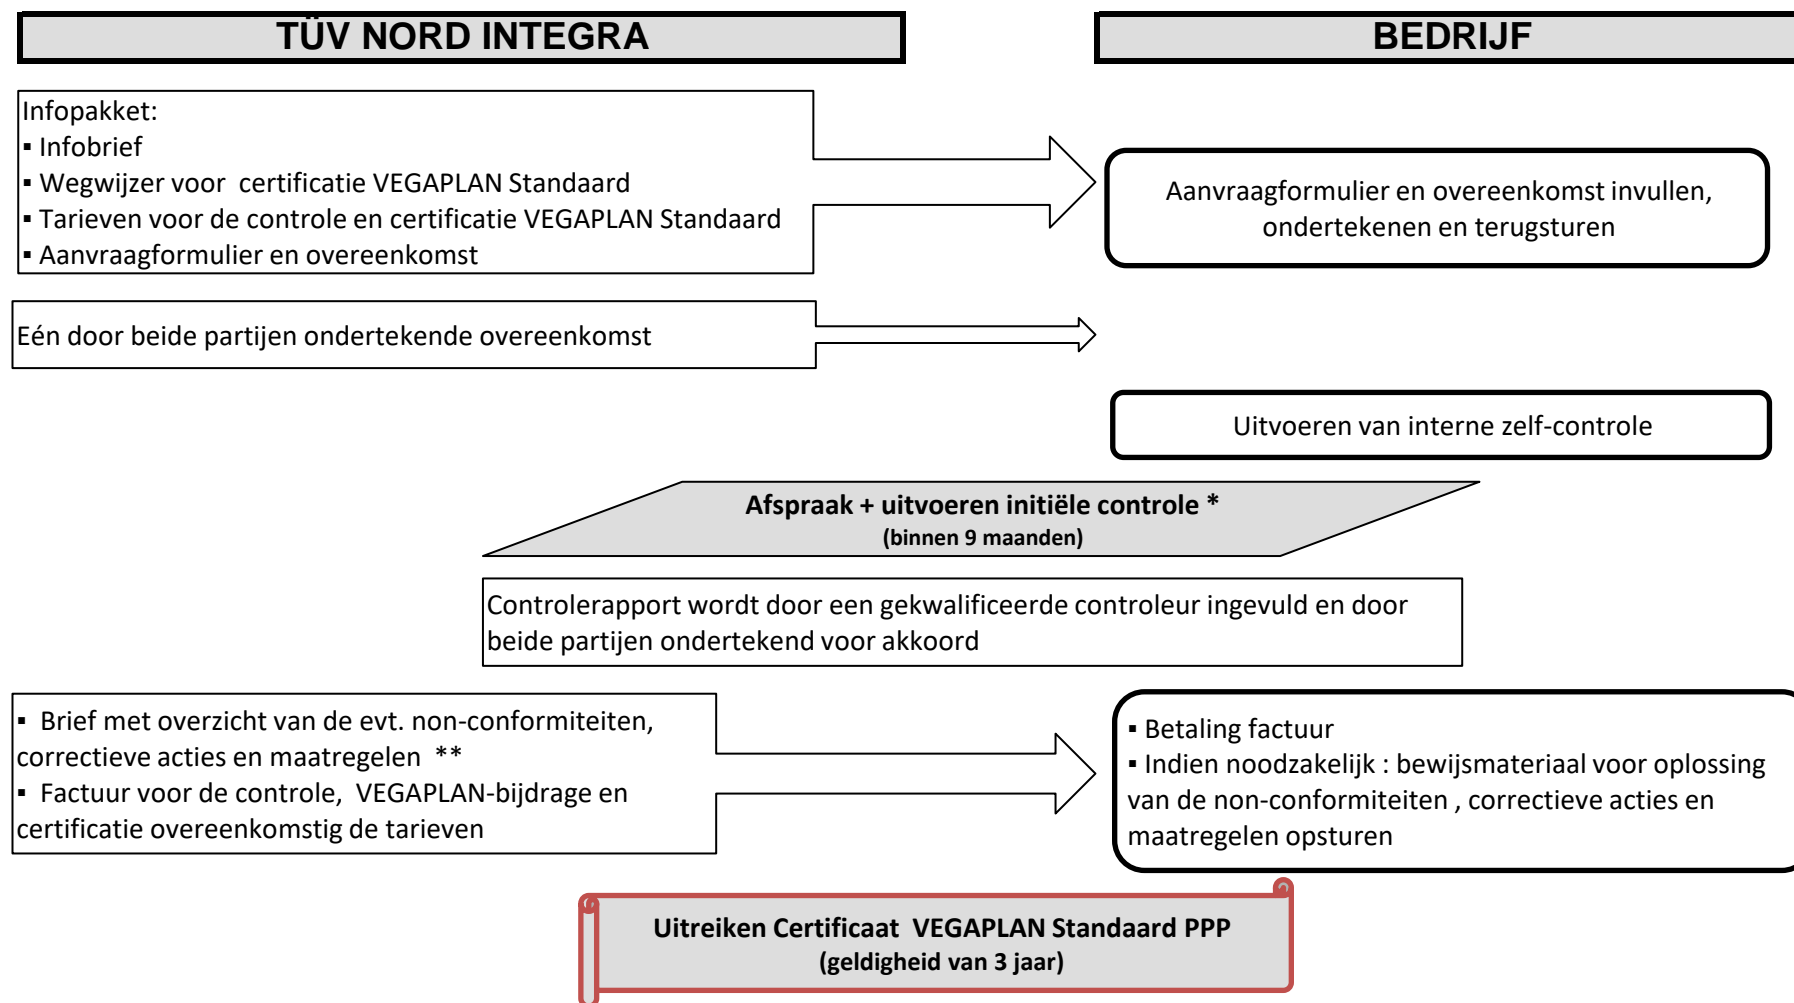 TÜV NORD INTEGRA
BEDRIJF
Infopakket:
▪ Infobrief
▪ Wegwijzer voor  certificatie VEGAPLAN Standaard
▪ Tarieven voor de controle en certificatie VEGAPLAN Standaard
▪ Aanvraagformulier en overeenkomst
Aanvraagformulier en overeenkomst invullen,
ondertekenen en terugsturen
Eén door beide partijen ondertekende overeenkomst
Uitvoeren van interne zelf-controle
Afspraak + uitvoeren initiële controle *
(binnen 9 maanden)
Controlerapport wordt door een gekwalificeerde controleur ingevuld en door
beide partijen ondertekend voor akkoord
▪  Brief met overzicht van de evt. non-conformiteiten,
correctieve acties en maatregelen  **
▪  Factuur voor de controle,  VEGAPLAN-bijdrage en
certificatie overeenkomstig de tarieven
▪ Betaling factuur
▪ Indien noodzakelijk : bewijsmateriaal voor oplossing
van de non-conformiteiten , correctieve acties en
maatregelen opsturen
Uitreiken Certificaat  VEGAPLAN Standaard PPP
(geldigheid van 3 jaar)